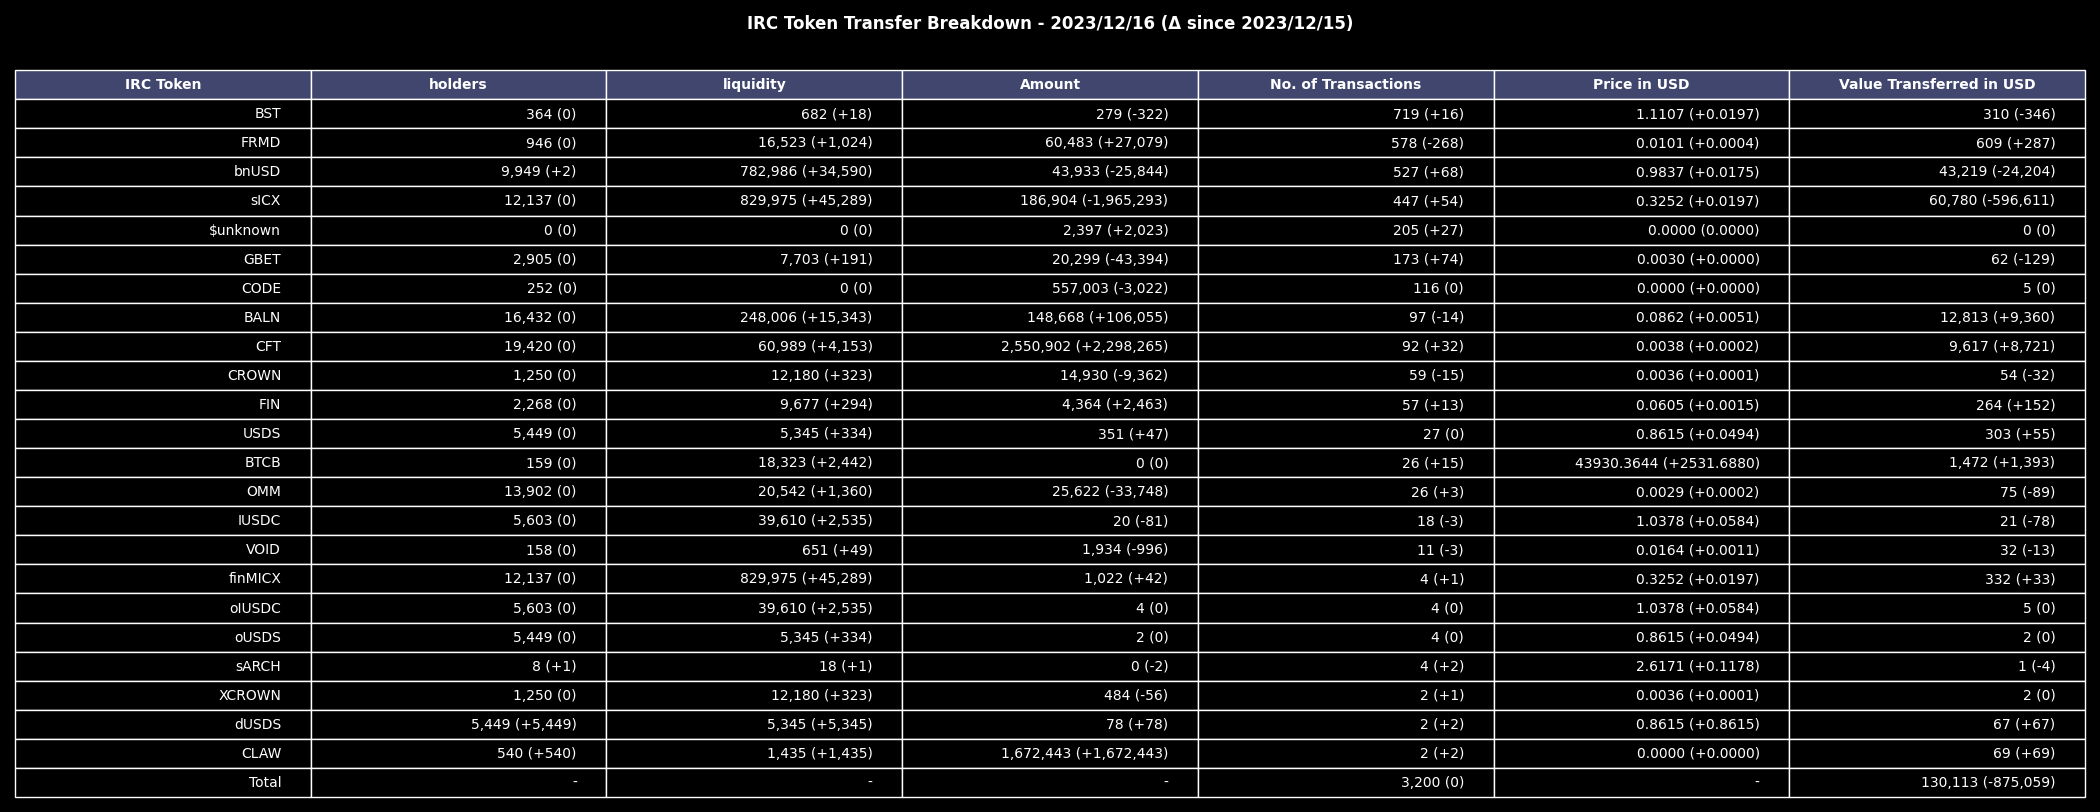 IRC Token Transfer Breakdown - 2023/12/16 (Δ since 2023/12/15)
IRC Token holders liquidity Amount No. of Transactions Price in USD Value Transferred in USD
BST 364 (0) 682 (+18) 279 (-322) 719 (+16) 1.1107 (+0.0197) 310 (-346)
FRMD 946 (0) 16,523 (+1,024) 60,483 (+27,079) 578 (-268) 0.0101 (+0.0004) 609 (+287)
bnUSD 9,949 (+2) 782,986 (+34,590) 43,933 (-25,844) 527 (+68) 0.9837 (+0.0175) 43,219 (-24,204)
sICX 12,137 (0) 829,975 (+45,289) 186,904 (-1,965,293) 447 (+54) 0.3252 (+0.0197) 60,780 (-596,611)
$unknown 0 (0) 0 (0) 2,397 (+2,023) 205 (+27) 0.0000 (0.0000) 0 (0)
GBET 2,905 (0) 7,703 (+191) 20,299 (-43,394) 173 (+74) 0.0030 (+0.0000) 62 (-129)
CODE 252 (0) 0 (0) 557,003 (-3,022) 116 (0) 0.0000 (+0.0000) 5 (0)
BALN 16,432 (0) 248,006 (+15,343) 148,668 (+106,055) 97 (-14) 0.0862 (+0.0051) 12,813 (+9,360)
CFT 19,420 (0) 60,989 (+4,153) 2,550,902 (+2,298,265) 92 (+32) 0.0038 (+0.0002) 9,617 (+8,721)
CROWN 1,250 (0) 12,180 (+323) 14,930 (-9,362) 59 (-15) 0.0036 (+0.0001) 54 (-32)
FIN 2,268 (0) 9,677 (+294) 4,364 (+2,463) 57 (+13) 0.0605 (+0.0015) 264 (+152)
USDS 5,449 (0) 5,345 (+334) 351 (+47) 27 (0) 0.8615 (+0.0494) 303 (+55)
BTCB 159 (0) 18,323 (+2,442) 0 (0) 26 (+15) 43930.3644 (+2531.6880) 1,472 (+1,393)
OMM 13,902 (0) 20,542 (+1,360) 25,622 (-33,748) 26 (+3) 0.0029 (+0.0002) 75 (-89)
IUSDC 5,603 (0) 39,610 (+2,535) 20 (-81) 18 (-3) 1.0378 (+0.0584) 21 (-78)
VOID 158 (0) 651 (+49) 1,934 (-996) 11 (-3) 0.0164 (+0.0011) 32 (-13)
finMICX 12,137 (0) 829,975 (+45,289) 1,022 (+42) 4 (+1) 0.3252 (+0.0197) 332 (+33)
oIUSDC 5,603 (0) 39,610 (+2,535) 4 (0) 4 (0) 1.0378 (+0.0584) 5 (0)
oUSDS 5,449 (0) 5,345 (+334) 2 (0) 4 (0) 0.8615 (+0.0494) 2 (0)
sARCH 8 (+1) 18 (+1) 0 (-2) 4 (+2) 2.6171 (+0.1178) 1 (-4)
XCROWN 1,250 (0) 12,180 (+323) 484 (-56) 2 (+1) 0.0036 (+0.0001) 2 (0)
dUSDS 5,449 (+5,449) 5,345 (+5,345) 78 (+78) 2 (+2) 0.8615 (+0.8615) 67 (+67)
CLAW 540 (+540) 1,435 (+1,435) 1,672,443 (+1,672,443) 2 (+2) 0.0000 (+0.0000) 69 (+69)
Total - - - 3,200 (0) - 130,113 (-875,059)